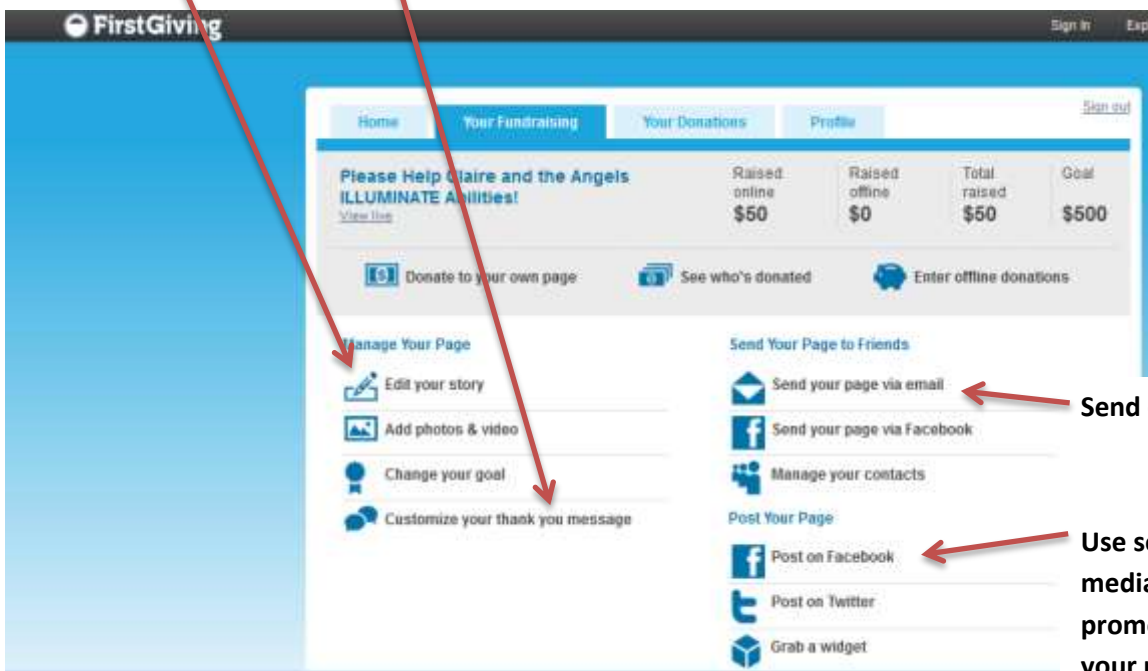 FirstGiving
Sign In
Sign out
Home Your Fundraising Your Donations Profile
Please Help Claire and the Angels
ILLUMINATE Abilities!
View live
Raised online $50
Raised offline $0
Total raised $50
Goal $500
Donate to your own page See who's donated Enter offline donations
Manage Your Page
Edit your story
Add photos & video
Change your goal
Customize your thank you message
Send Your Page to Friends
Send your page via email
Send your page via Facebook
Manage your contacts
Post Your Page
Post on Facebook
Post on Twitter
Grab a widget
Send
Use
media
your